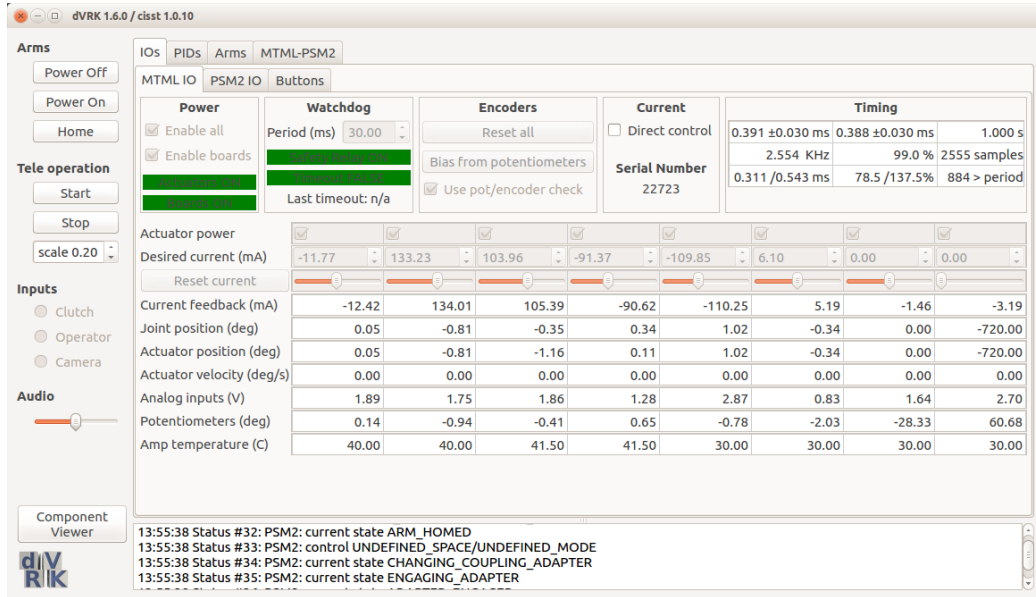 dVRK 1.6.0 / cisst 1.0.10
Arms
Power Off
Power On
Home
Tele operation
Start
Stop
scale 0.20
Inputs
Clutch
Operator
Camera
Audio
Component
Viewer
dV
RK
IOs PIDs Arms MTML-PSM2
MTML IO PSM2 IO Buttons
Power
Enable all
Enable boards
Watchdog
Period (ms) 30.00
Last timeout: n/a
Encoders
Reset all
Bias from potentiometers
Use pot/encoder check
Current
Direct control
Serial Number
22723
Timing
0.391 ±0.030 ms 0.388 ±0.030 ms 1.000 s
2.554 KHz 99.0 % 2555 samples
0.311 /0.543 ms 78.5 /137.5% 884 > period
Actuator power
Desired current (mA) -11.77 133.23 103.96 -91.37 -109.85 6.10 0.00 0.00
Reset current
Current feedback (mA) -12.42 134.01 105.39 -90.62 -110.25 5.19 -1.46 -3.19
Joint position (deg) 0.05 -0.81 -0.35 0.34 1.02 -0.34 0.00 -720.00
Actuator position (deg) 0.05 -0.81 -1.16 0.11 1.02 -0.34 0.00 -720.00
Actuator velocity (deg/s) 0.00 0.00 0.00 0.00 0.00 0.00 0.00 0.00
Analog inputs (V) 1.89 1.75 1.86 1.28 2.87 0.83 1.64 2.70
Potentiometers (deg) 0.14 -0.94 -0.41 0.65 -0.78 -2.03 -28.33 60.68
Amp temperature (C) 40.00 40.00 41.50 41.50 30.00 30.00 30.00 30.00
13:55:38 Status #32: PSM2: current state ARM_HOMED
13:55:38 Status #33: PSM2: control UNDEFINED_SPACE/UNDEFINED_MODE
13:55:38 Status #34: PSM2: current state CHANGING_COUPLING_ADAPTER
13:55:38 Status #35: PSM2: current state ENGAGING_ADAPTER